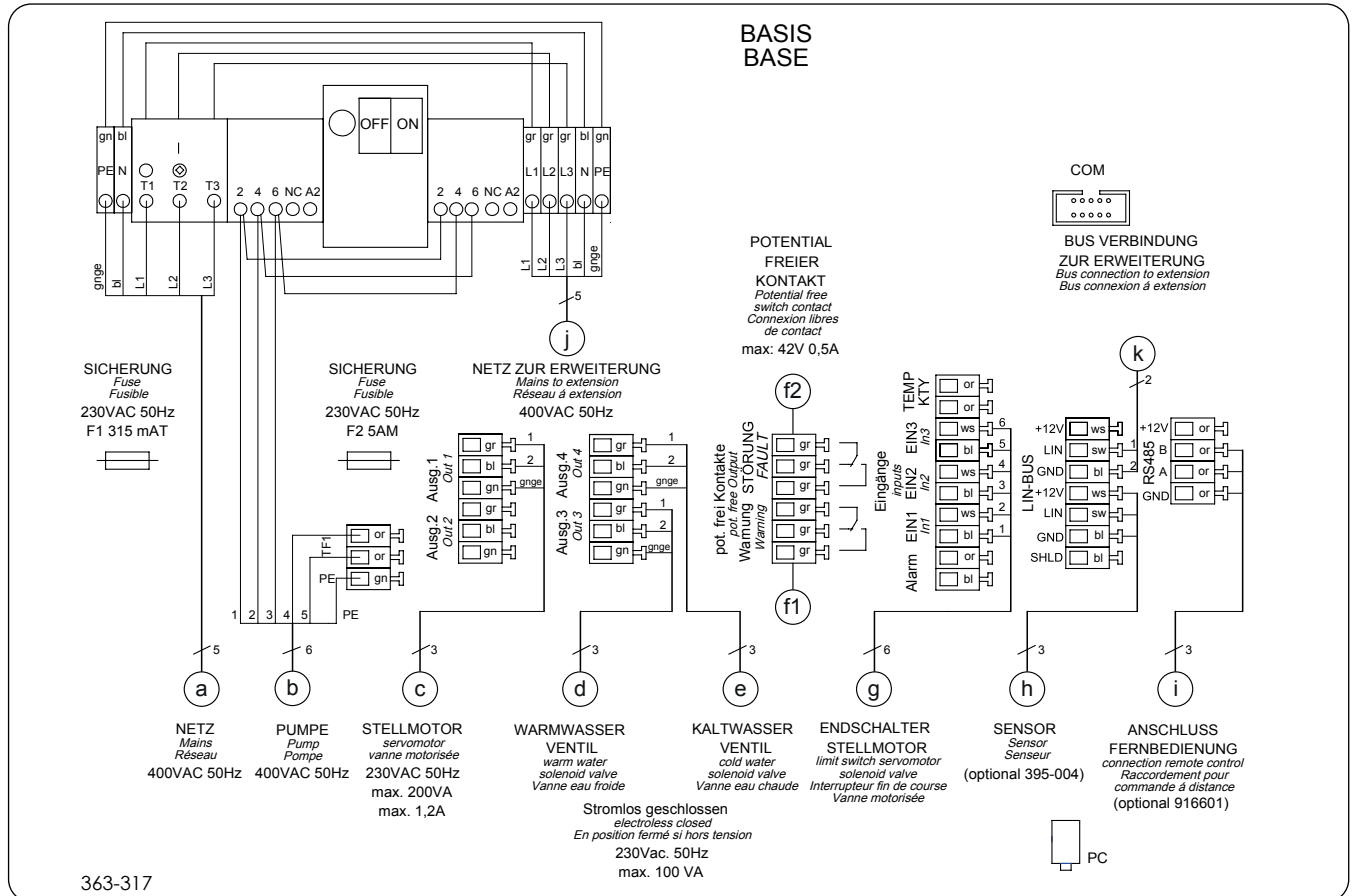 BASIS
BASE
OFF ON
gn bl
PE N
T1 T2 T3
2 4 6 NC A2
2 4 6 NC A2
gr gr gr bl gn
L1 L2 L3 N PE
gnge bl L1 L2 L3
L1 L2 L3 bl gnge
5
j
COM
BUS VERBINDUNG
ZUR ERWEITERUNG
Bus connection to extension
Bus connexion á extension
POTENTIAL
FREIER
KONTAKT
Potential free
switch contact
Connexion libres
de contact
max: 42V 0,5A
SICHERUNG
Fuse
Fusible
230VAC 50Hz
F1 315 mAT
SICHERUNG
Fuse
Fusible
230VAC 50Hz
F2 5AM
NETZ ZUR ERWEITERUNG
Mains to extension
Réseau á extension
400VAC 50Hz
TF1
or
or
PE gn
1 2 3 4 5 PE
Ausg.1
Out 1
gr 1
bl 2
gn gnge
Ausg.2
Out 2
gr
bl
gn
Ausg.4
Out 4
gr 1
bl 2
gn gnge
Ausg.3
Out 3
gr 1
bl 2
gn gnge
f2
pot. frei Kontakte
pot. free Output
STÖRUNG
FAULT
gr
gr
gr
Warnung
Warning
gr
gr
gr
f1
Eingänge
inputs
TEMP
KTY
or
or
EIN3
In3
ws 6
bl 5
EIN2
In2
ws 4
bl 3
EIN1
In1
ws 2
bl 1
Alarm
or
bl
k
2
LIN-BUS
+12V ws
LIN sw 1
GND bl 2
+12V ws
LIN sw
GND bl
SHLD bl
RS485
+12V or
B or
A or
GND or
5
a
NETZ
Mains
Réseau
400VAC 50Hz
6
b
PUMPE
Pump
Pompe
400VAC 50Hz
3
c
STELLMOTOR
servomotor
vanne motorisée
230VAC 50Hz
max. 200VA
max. 1,2A
3
d
WARMWASSER
VENTIL
warm water
solenoid valve
Vanne eau froide
3
e
KALTWASSER
VENTIL
cold water
solenoid valve
Vanne eau chaude
Stromlos geschlossen
electroless closed
En position fermé si hors tension
230Vac. 50Hz
max. 100 VA
6
g
ENDSCHALTER
STELLMOTOR
limit switch servomotor
solenoid valve
Interrupteur fin de course
Vanne motorisée
3
h
SENSOR
Sensor
Senseur
(optional 395-004)
3
i
ANSCHLUSS
FERNBEDIENUNG
connection remote control
Raccordement pour
commande á distance
(optional 916601)
PC
363-317